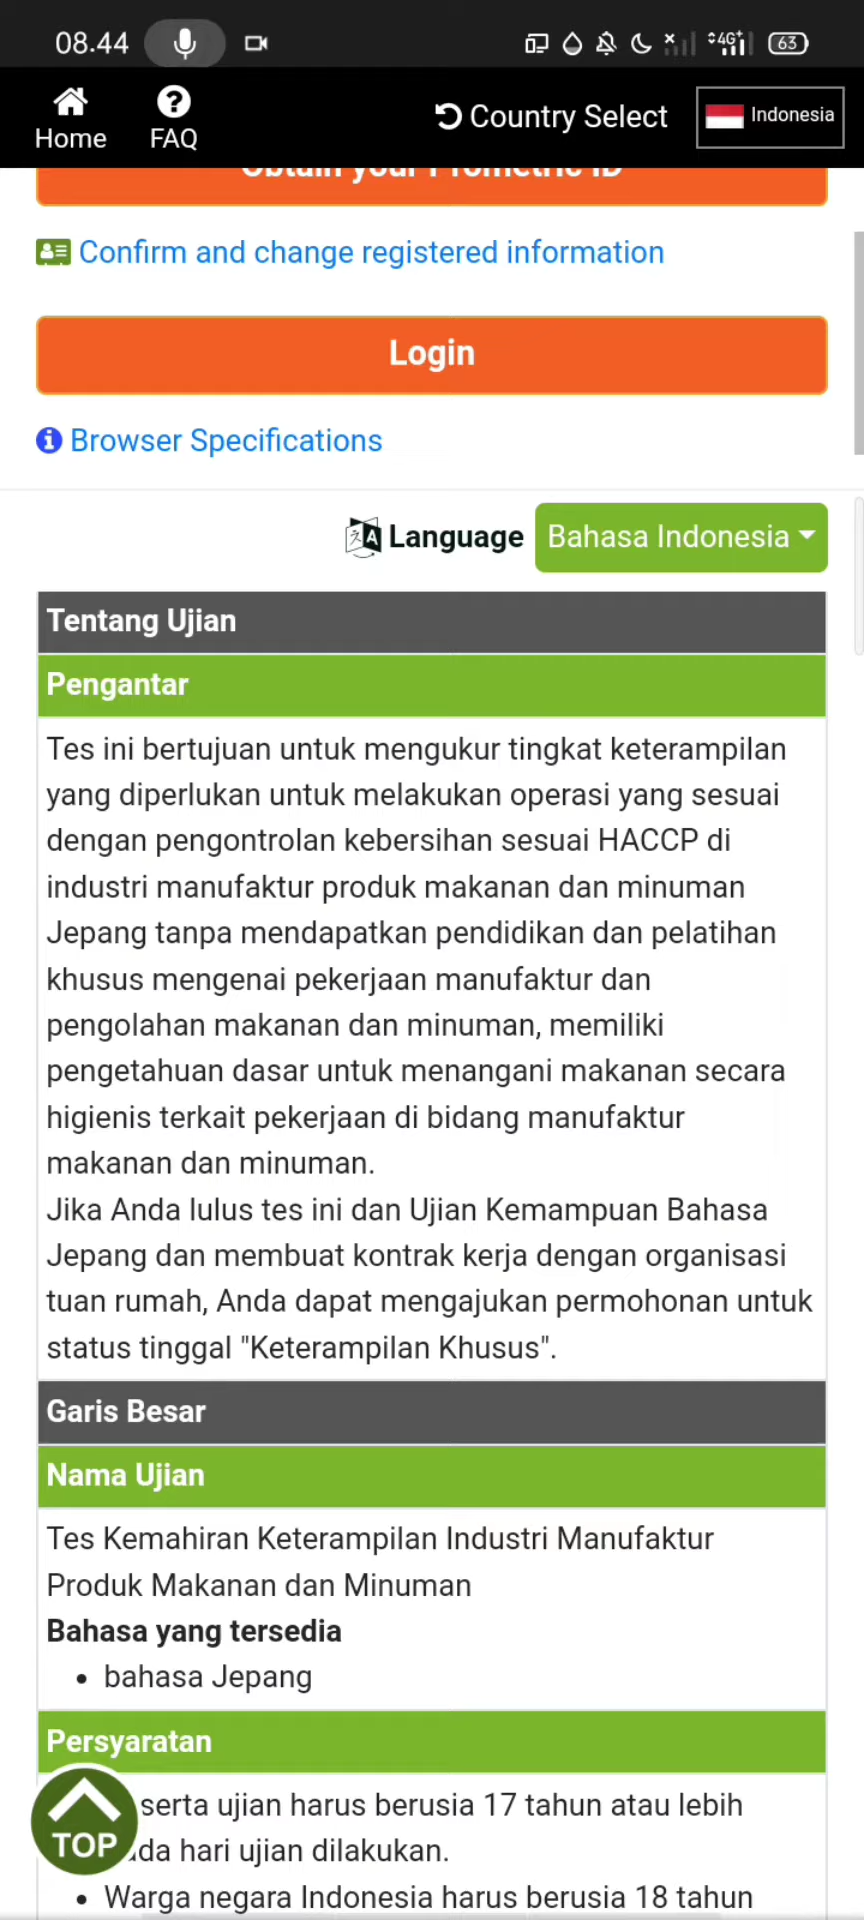 08.44
4G+
63
Home
FAQ
Country Select
Indonesia
Obtain your Prometric ID
Confirm and change registered information
Login
Browser Specifications
Language
Bahasa Indonesia
Tentang Ujian
Pengantar
Tes ini bertujuan untuk mengukur tingkat keterampilan
yang diperlukan untuk melakukan operasi yang sesuai
dengan pengontrolan kebersihan sesuai HACCP di
industri manufaktur produk makanan dan minuman
Jepang tanpa mendapatkan pendidikan dan pelatihan
khusus mengenai pekerjaan manufaktur dan
pengolahan makanan dan minuman, memiliki
pengetahuan dasar untuk menangani makanan secara
higienis terkait pekerjaan di bidang manufaktur
makanan dan minuman.
Jika Anda lulus tes ini dan Ujian Kemampuan Bahasa
Jepang dan membuat kontrak kerja dengan organisasi
tuan rumah, Anda dapat mengajukan permohonan untuk
status tinggal "Keterampilan Khusus".
Garis Besar
Nama Ujian
Tes Kemahiran Keterampilan Industri Manufaktur
Produk Makanan dan Minuman
Bahasa yang tersedia
• bahasa Jepang
Persyaratan
serta ujian harus berusia 17 tahun atau lebih
ada hari ujian dilakukan.
TOP
• Warga negara Indonesia harus berusia 18 tahun